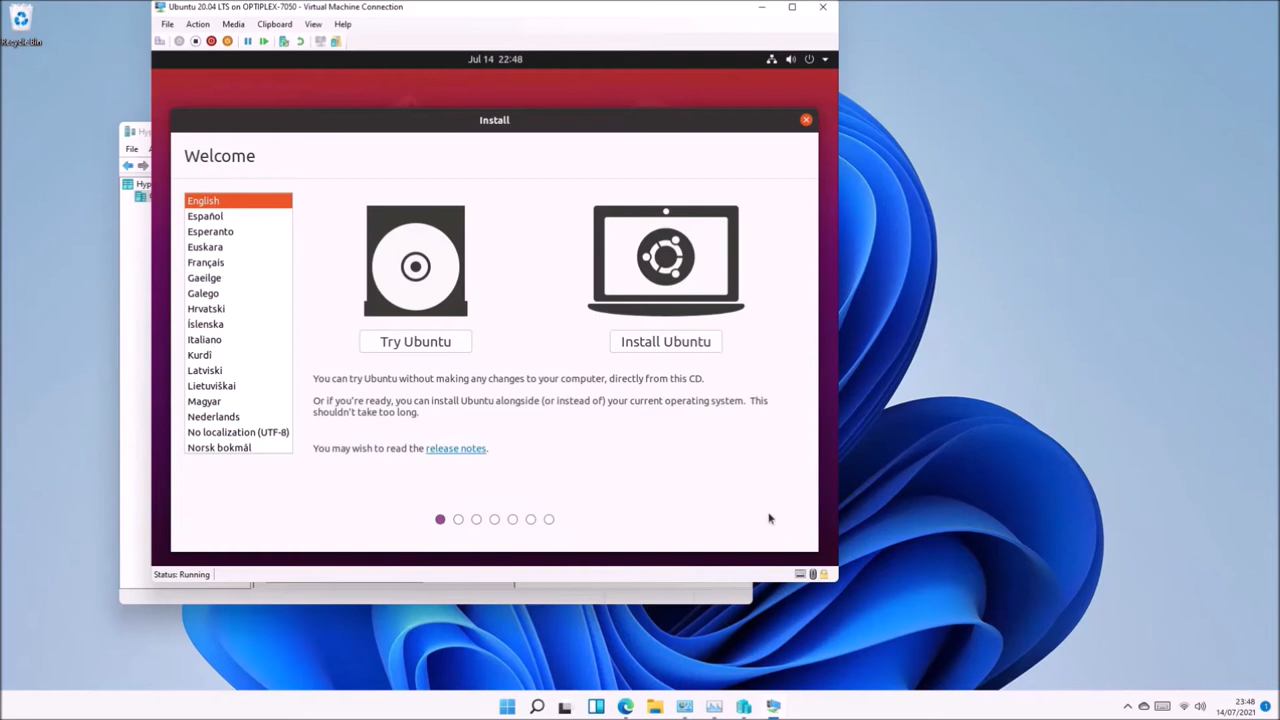 Ubuntu 20.04 LTS on OPTIPLEX-7050 - Virtual Machine Connection
File Action Media Clipboard View Help
Recycle Bin
Jul 14 22:48
Install
Welcome
English
Español
Esperanto
Euskara
Français
Gaeilge
Galego
Hrvatski
Íslenska
Italiano
Kurdî
Latviski
Lietuviškai
Magyar
Nederlands
No localization (UTF-8)
Norsk bokmål
Try Ubuntu
Install Ubuntu
You can try Ubuntu without making any changes to your computer, directly from this CD.
Or if you're ready, you can install Ubuntu alongside (or instead of) your current operating system. This
shouldn't take too long.
You may wish to read the release notes.
Status: Running
Hyp
File A
Hyp
23:48
14/07/2021
1